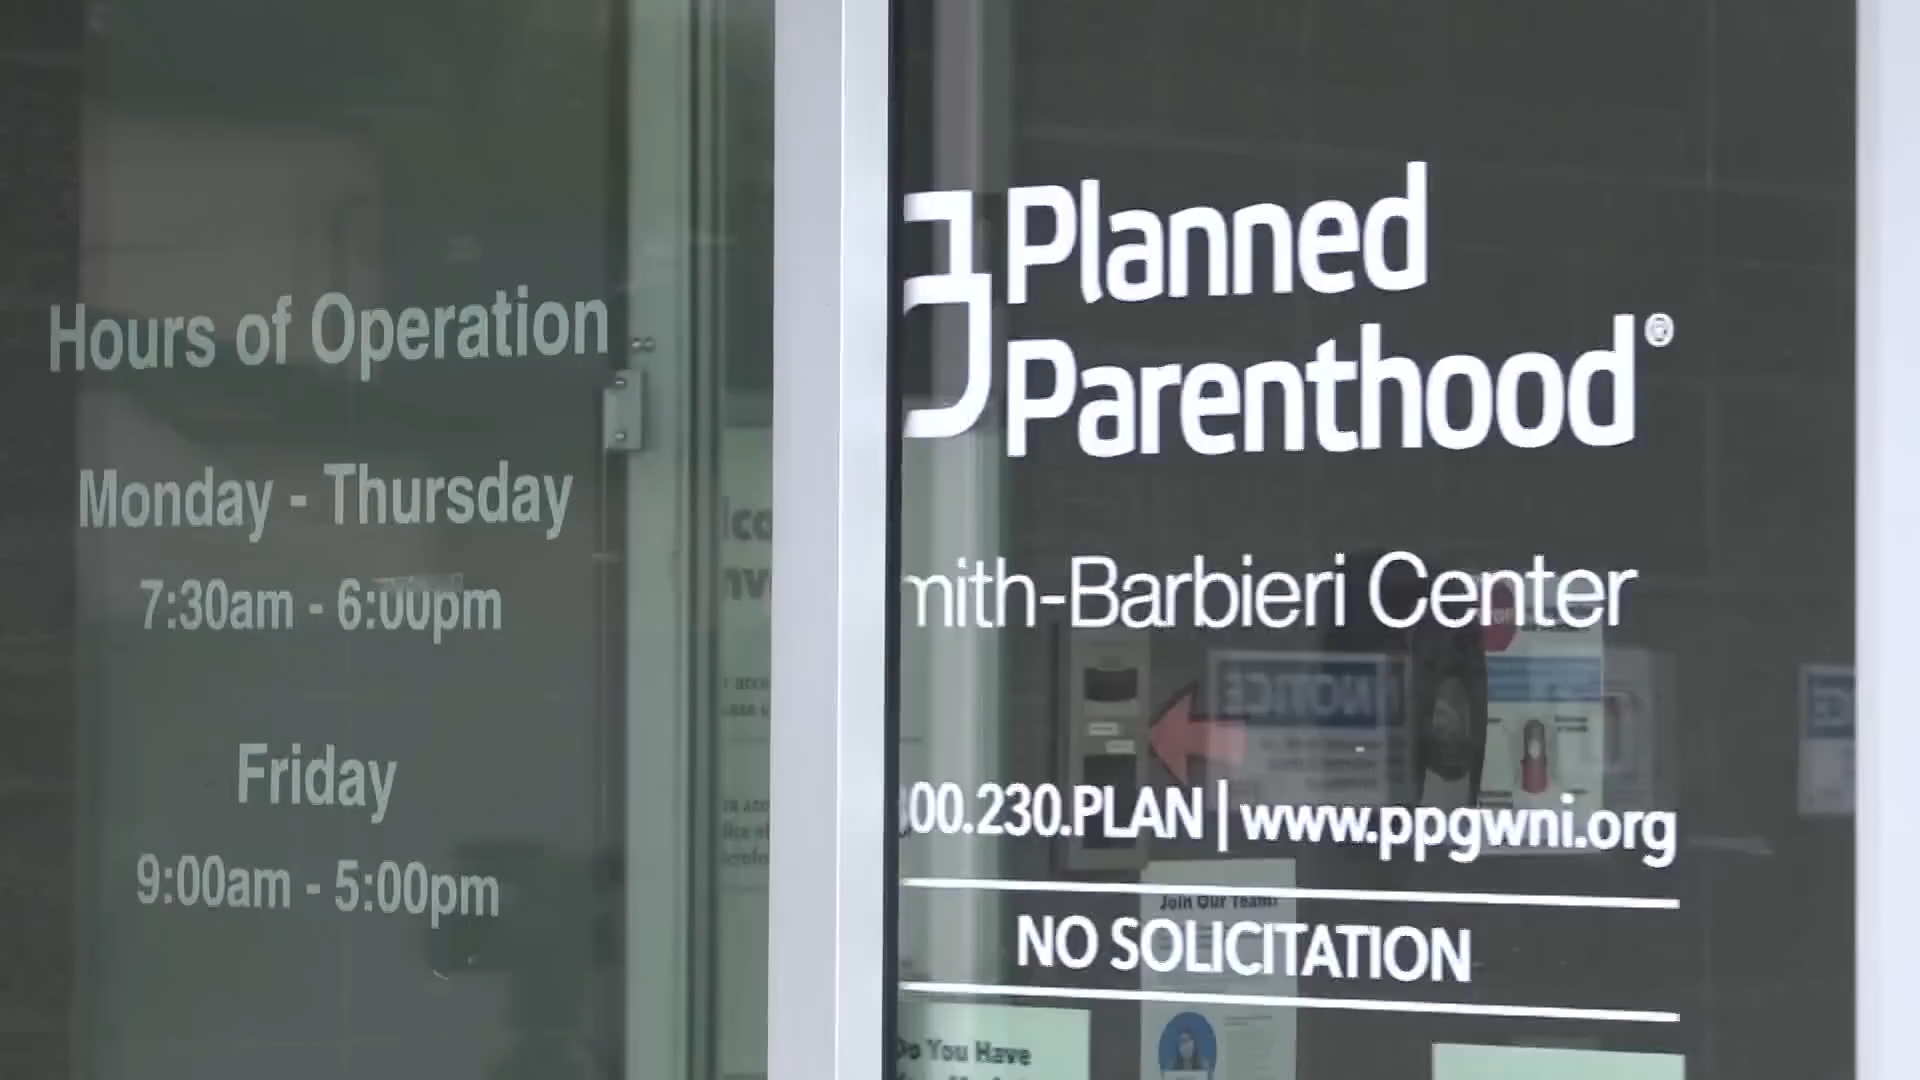 Hours of Operation
Monday - Thursday
7:30am - 6:00pm
Friday
9:00am - 5:00pm
Planned
Parenthood®
mith-Barbieri Center
00.230.PLAN | www.ppgwni.org
NO SOLICITATION
NOTICE
Join Our Team!
Do You Have